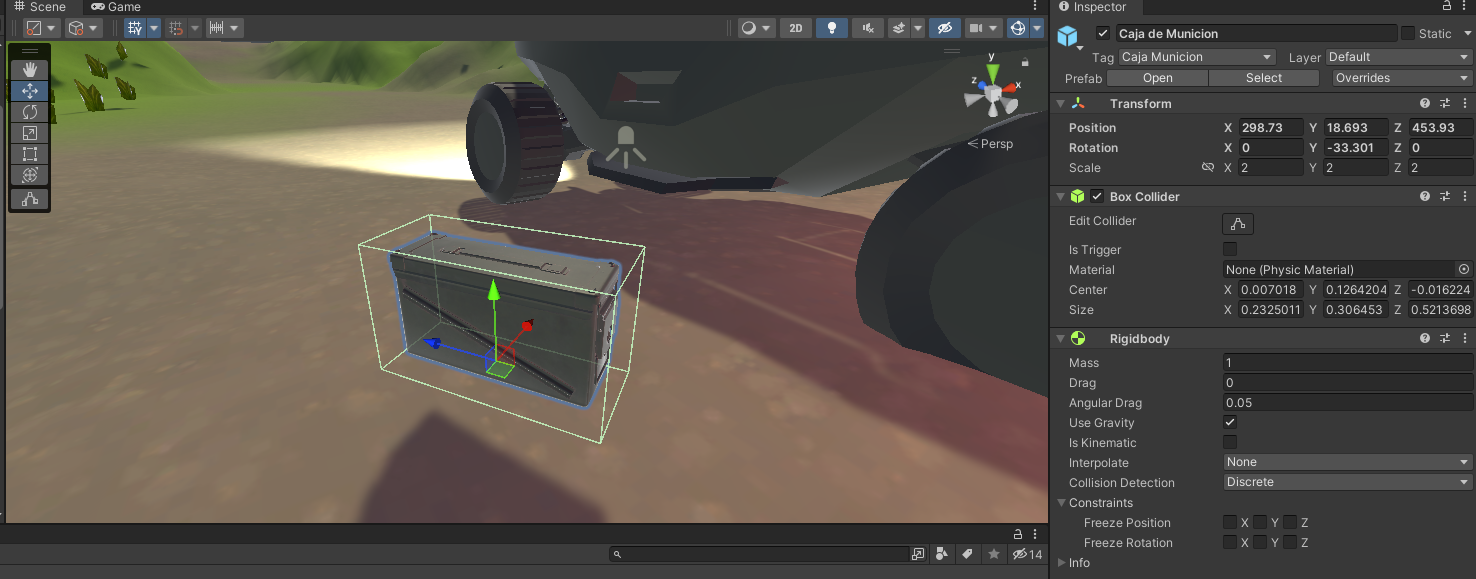 Scene Game
2D
y
z
x
Persp
14
Inspector
Caja de Municion Static
Tag Caja Municion Layer Default
Prefab Open Select Overrides
Transform
Position X 298.73 Y 18.693 Z 453.93
Rotation X 0 Y -33.301 Z 0
Scale X 2 Y 2 Z 2
Box Collider
Edit Collider
Is Trigger
Material None (Physic Material)
Center X 0.007018 Y 0.1264204 Z -0.016224
Size X 0.2325011 Y 0.306453 Z 0.5213698
Rigidbody
Mass 1
Drag 0
Angular Drag 0.05
Use Gravity
Is Kinematic
Interpolate None
Collision Detection Discrete
Constraints
Freeze Position X Y Z
Freeze Rotation X Y Z
Info